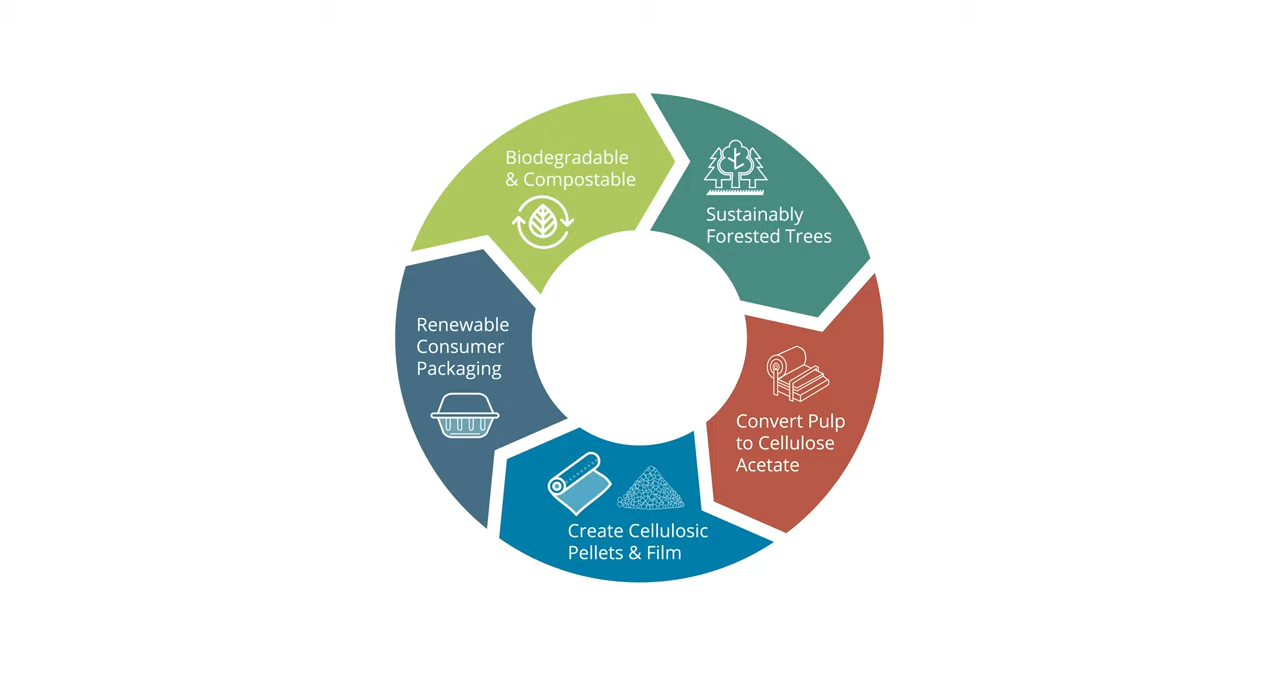 Biodegradable
& Compostable
Sustainably
Forested Trees
Renewable
Consumer
Packaging
Convert Pulp
to Cellulose
Acetate
Create Cellulosic
Pellets & Film